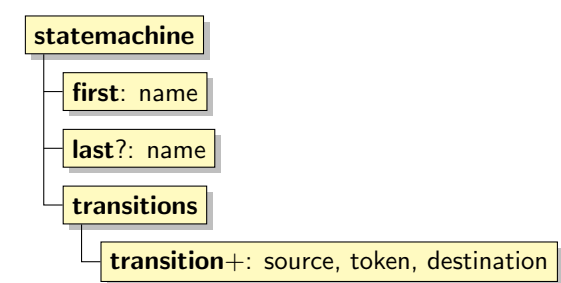 statemachine
first: name
last?: name
transitions
transition+: source, token, destination